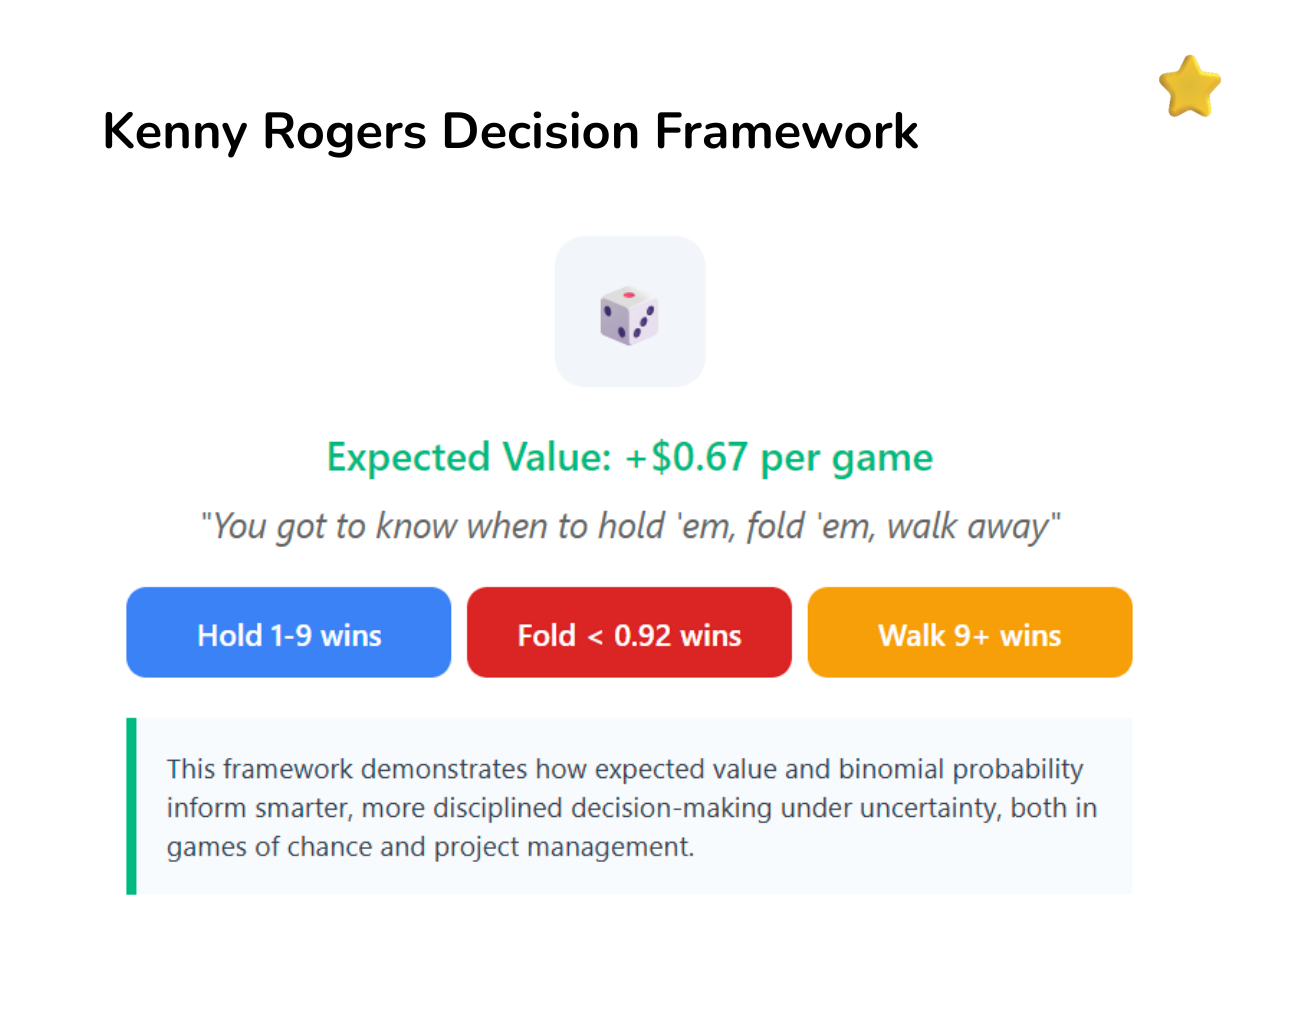 Kenny Rogers Decision Framework
Expected Value: +$0.67 per game
"You got to know when to hold 'em, fold 'em, walk away"
Hold 1-9 wins
Fold < 0.92 wins
Walk 9+ wins
This framework demonstrates how expected value and binomial probability
inform smarter, more disciplined decision-making under uncertainty, both in
games of chance and project management.